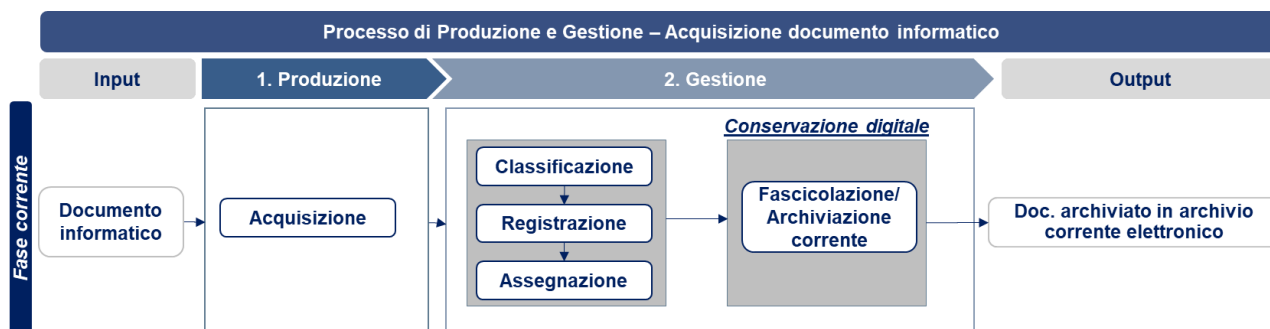 Processo di Produzione e Gestione – Acquisizione documento informatico
Input
1. Produzione
2. Gestione
Output
Fase corrente
Documento
informatico
Acquisizione
Classificazione
Registrazione
Assegnazione
Conservazione digitale
Fascicolazione/
Archiviazione
corrente
Doc. archiviato in archivio
corrente elettronico